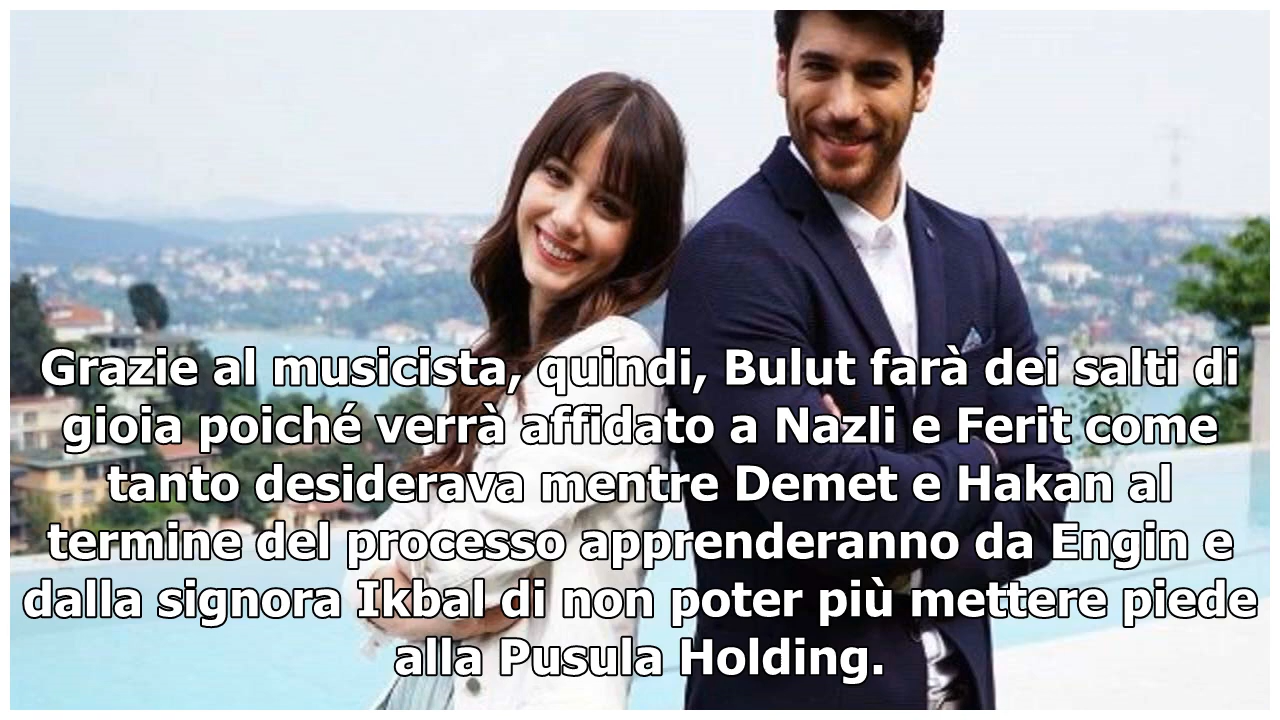 Grazie al musicista, quindi, Bulut farà dei salti di
gioia poiché verrà affidato a Nazli e Ferit come
tanto desiderava mentre Demet e Hakan al
termine del processo apprenderanno da Engin e
dalla signora Ikbal di non poter più mettere piede
alla Pusula Holding.